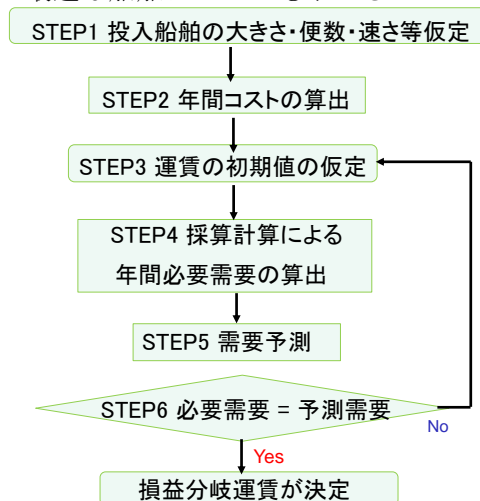 STEP1 投入船舶の大きさ・便数・速さ等仮定
STEP2 年間コストの算出
STEP3 運賃の初期値の仮定
STEP4 採算計算による
年間必要需要の算出
STEP5 需要予測
STEP6 必要需要 = 予測需要
No
Yes
損益分岐運賃が決定